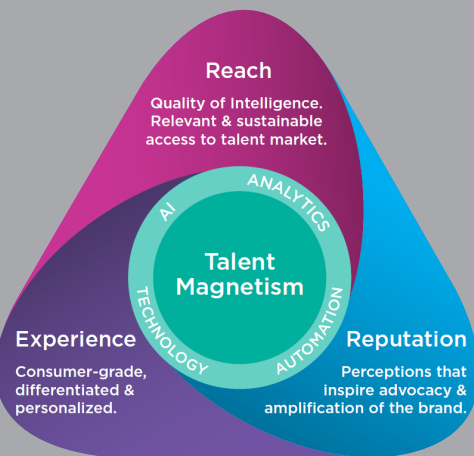 Reach
Quality of Intelligence.
Relevant & sustainable
access to talent market.
AI
ANALYTICS
Talent
Magnetism
TECHNOLOGY
AUTOMATION
Experience
Consumer-grade,
differentiated &
personalized.
Reputation
Perceptions that
inspire advocacy &
amplification of the brand.